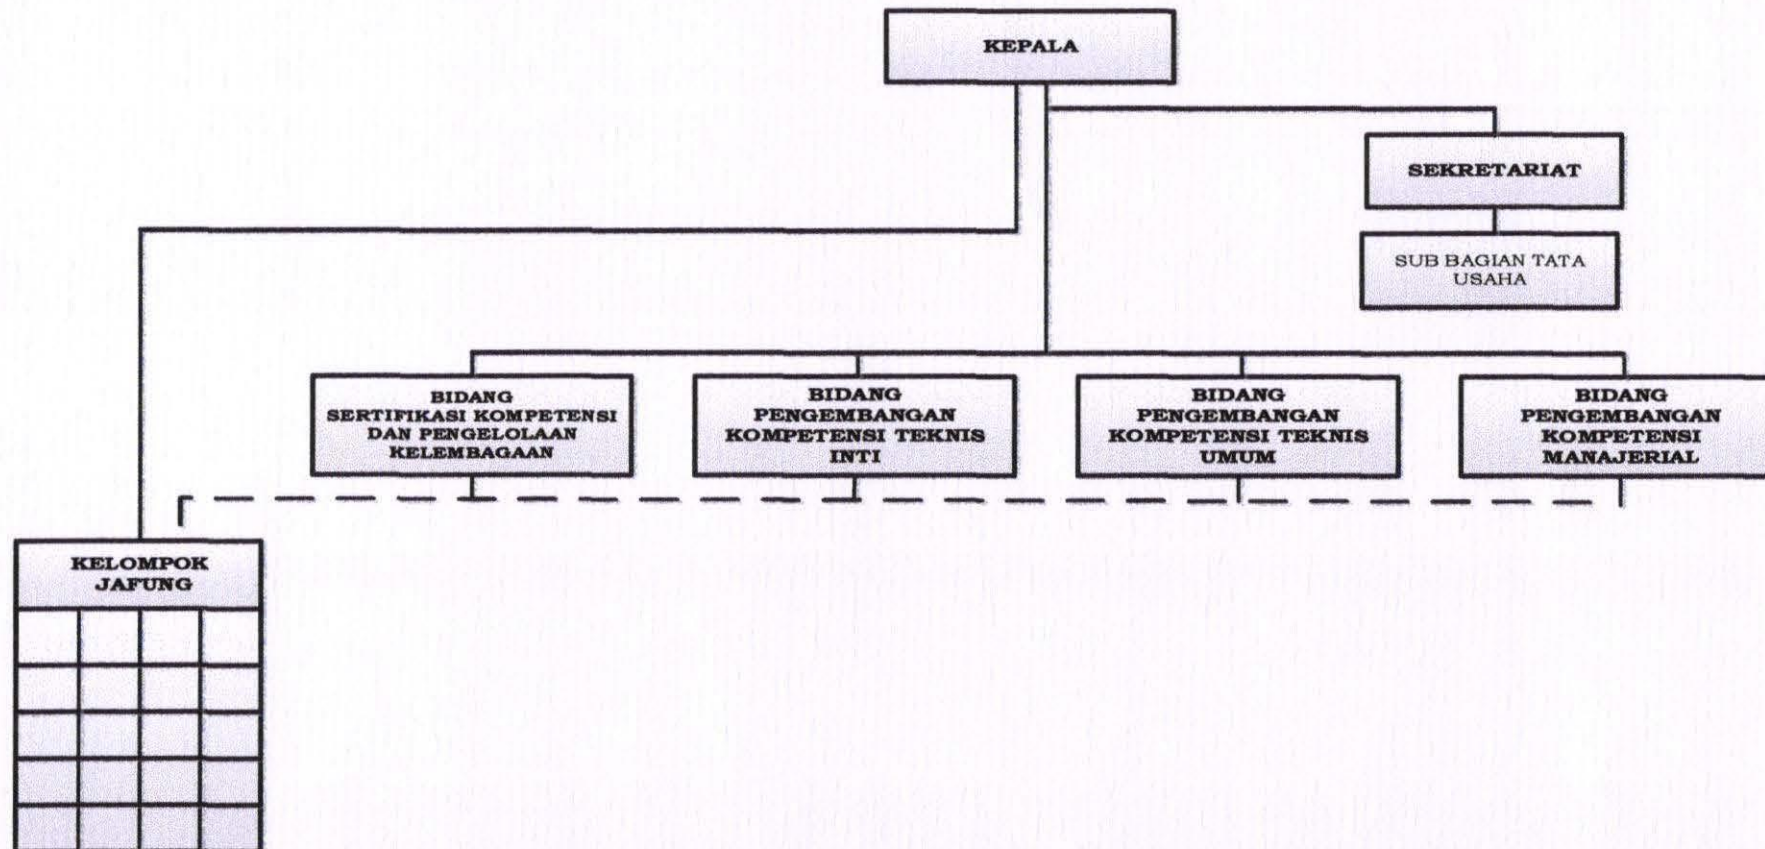 KEPALA
SEKRETARIAT
SUB BAGIAN TATA
USAHA
BIDANG
SERTIFIKASI KOMPETENSI
DAN PENGELOLAAN
KELEMBAGAAN
BIDANG
PENGEMBANGAN
KOMPETENSI TEKNIS
INTI
BIDANG
PENGEMBANGAN
KOMPETENSI TEKNIS
UMUM
BIDANG
PENGEMBANGAN
KOMPETENSI
MANAJERIAL
KELOMPOK
JAFUNG